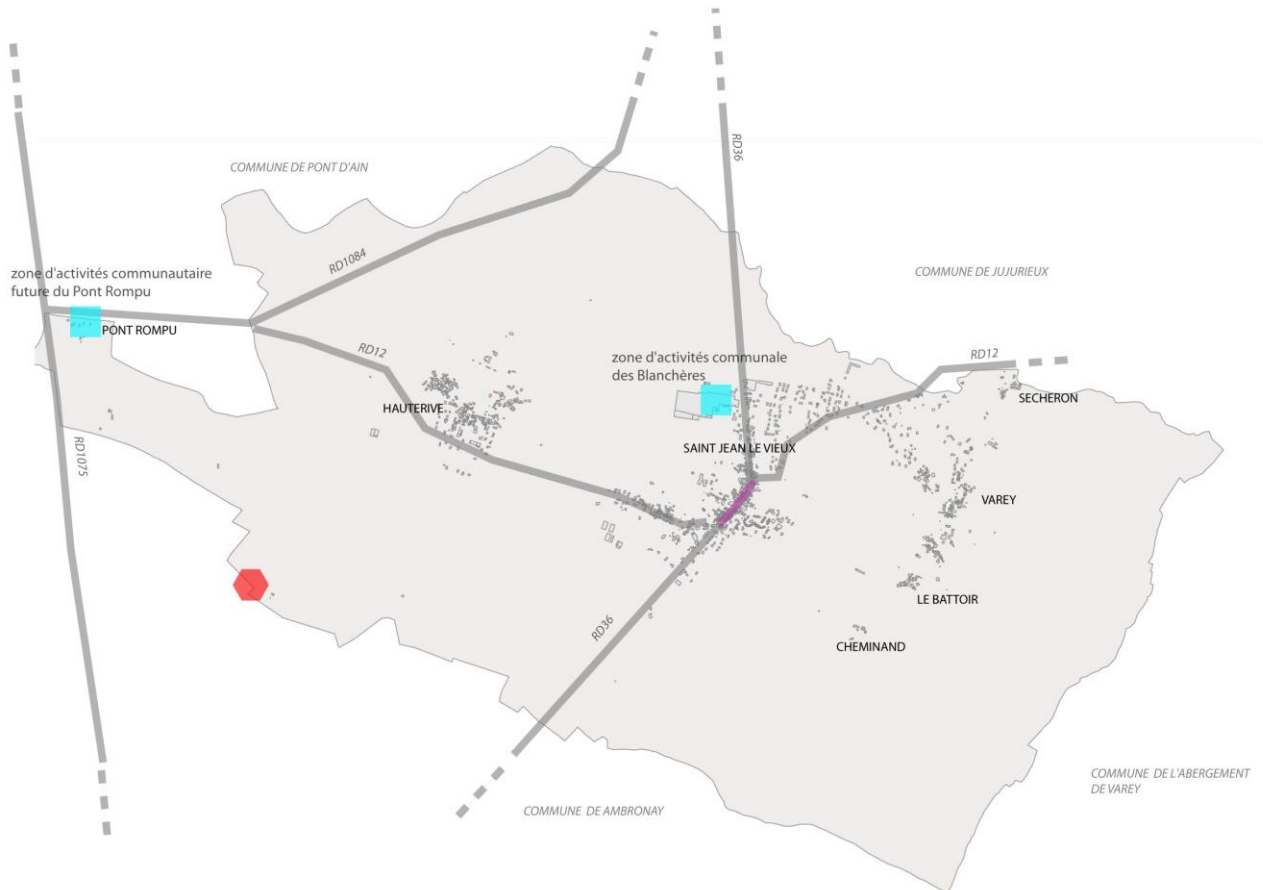 RD36
COMMUNE DE PONT D'AIN
RD1084
COMMUNE DE JUJURIEUX
zone d'activités communautaire
future du Pont Rompu
PONT ROMPU
RD12
zone d'activités communale
des Blanchères
RD12
SECHERON
HAUTERIVE
RD1075
SAINT JEAN LE VIEUX
VAREY
LE BATTOIR
RD36
CHEMINAND
COMMUNE DE L'ABERGEMENT
DE VAREY
COMMUNE DE AMBRONAY